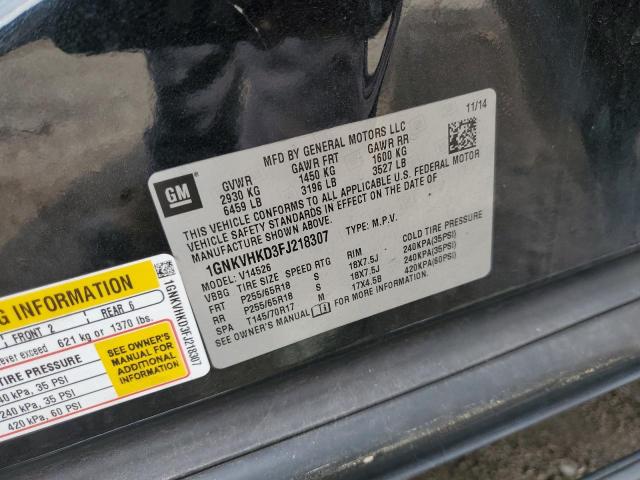 11/14
MFD BY GENERAL MOTORS LLC
GVWR GAWR FRT GAWR RR
2930 KG 1450 KG 1600 KG
6459 LB 3196 LB 3527 LB
THIS VEHICLE CONFORMS TO ALL APPLICABLE U.S. FEDERAL MOTOR
VEHICLE SAFETY STANDARDS IN EFFECT ON THE DATE OF
MANUFACTURE SHOWN ABOVE.
1GNKVHKD3FJ218307 TYPE: M.P.V.
MODEL: V14526
VBBG TIRE SIZE SPEED RTG RIM COLD TIRE PRESSURE
FRT P255/65R18 S 18X7.5J 240KPA(35PSI)
RR P255/65R18 S 18X7.5J 240KPA(35PSI)
SPA T145/70R17 M 17X4.5B 420KPA(60PSI)
SEE OWNER'S MANUAL FOR MORE INFORMATION.
GM
G INFORMATION
FRONT 2 REAR 6
ever exceed 621 kg or 1370 lbs.
TIRE PRESSURE
40 kPa, 35 PSI
240 kPa, 35 PSI
420 kPa, 60 PSI
SEE OWNER'S
MANUAL FOR
ADDITIONAL
INFORMATION
1GNKVHKD3FJ218307